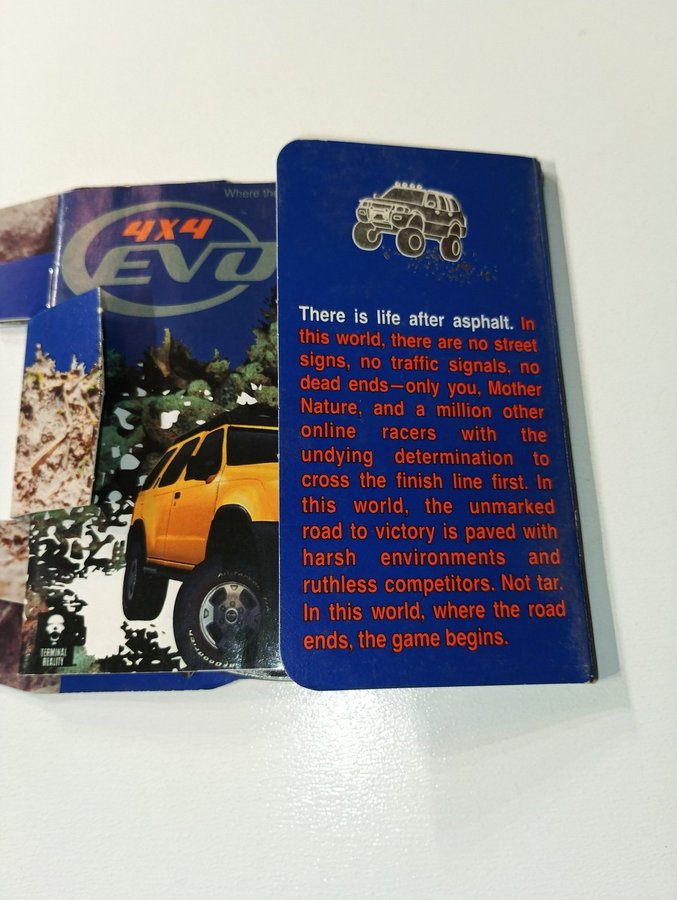 Where the
4x4
EVO
There is life after asphalt. In
this world, there are no street
signs, no traffic signals, no
dead ends—only you, Mother
Nature, and a million other
online racers with the
undying determination to
cross the finish line first. In
this world, the unmarked
road to victory is paved with
harsh environments and
ruthless competitors. Not tar.
In this world, where the road
ends, the game begins.
TERMINAL
REALITY